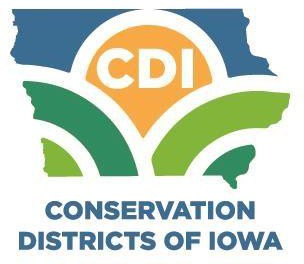 CDI
CONSERVATION
DISTRICTS OF IOWA